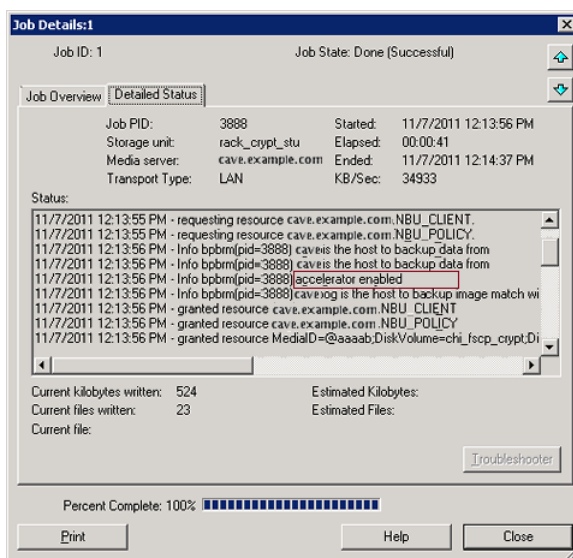 Job Details:1
Job ID: 1 Job State: Done (Successful)
Job Overview Detailed Status
Job PID: 3888 Started: 11/7/2011 12:13:56 PM
Storage unit: rack_crypt_stu Elapsed: 00:00:41
Media server: cave.example.com Ended: 11/7/2011 12:14:37 PM
Transport Type: LAN KB/Sec: 34933
Status:
11/7/2011 12:13:55 PM - requesting resource cave.example.com.NBU_CLIENT.
11/7/2011 12:13:55 PM - requesting resource cave.example.com.NBU_POLICY.
11/7/2011 12:13:56 PM - Info bpbrm(pid=3888) cave is the host to backup data from
11/7/2011 12:13:56 PM - Info bpbrm(pid=3888) cave is the host to backup data from
11/7/2011 12:13:56 PM - Info bpbrm(pid=3888) accelerator enabled
11/7/2011 12:13:56 PM - Info bpbrm(pid=3888) cave og is the host to backup image match wi
11/7/2011 12:13:56 PM - granted resource cave.example.com.NBU_CLIENT
11/7/2011 12:13:56 PM - granted resource cave.example.com.NBU_POLICY
11/7/2011 12:13:56 PM - granted resource MediaID=@aaaab;DiskVolume=chi_fscp_crypt;Di
Current kilobytes written: 524 Estimated Kilobytes:
Current files written: 23 Estimated Files:
Current file:
Troubleshooter
Percent Complete: 100%
Print Help Close